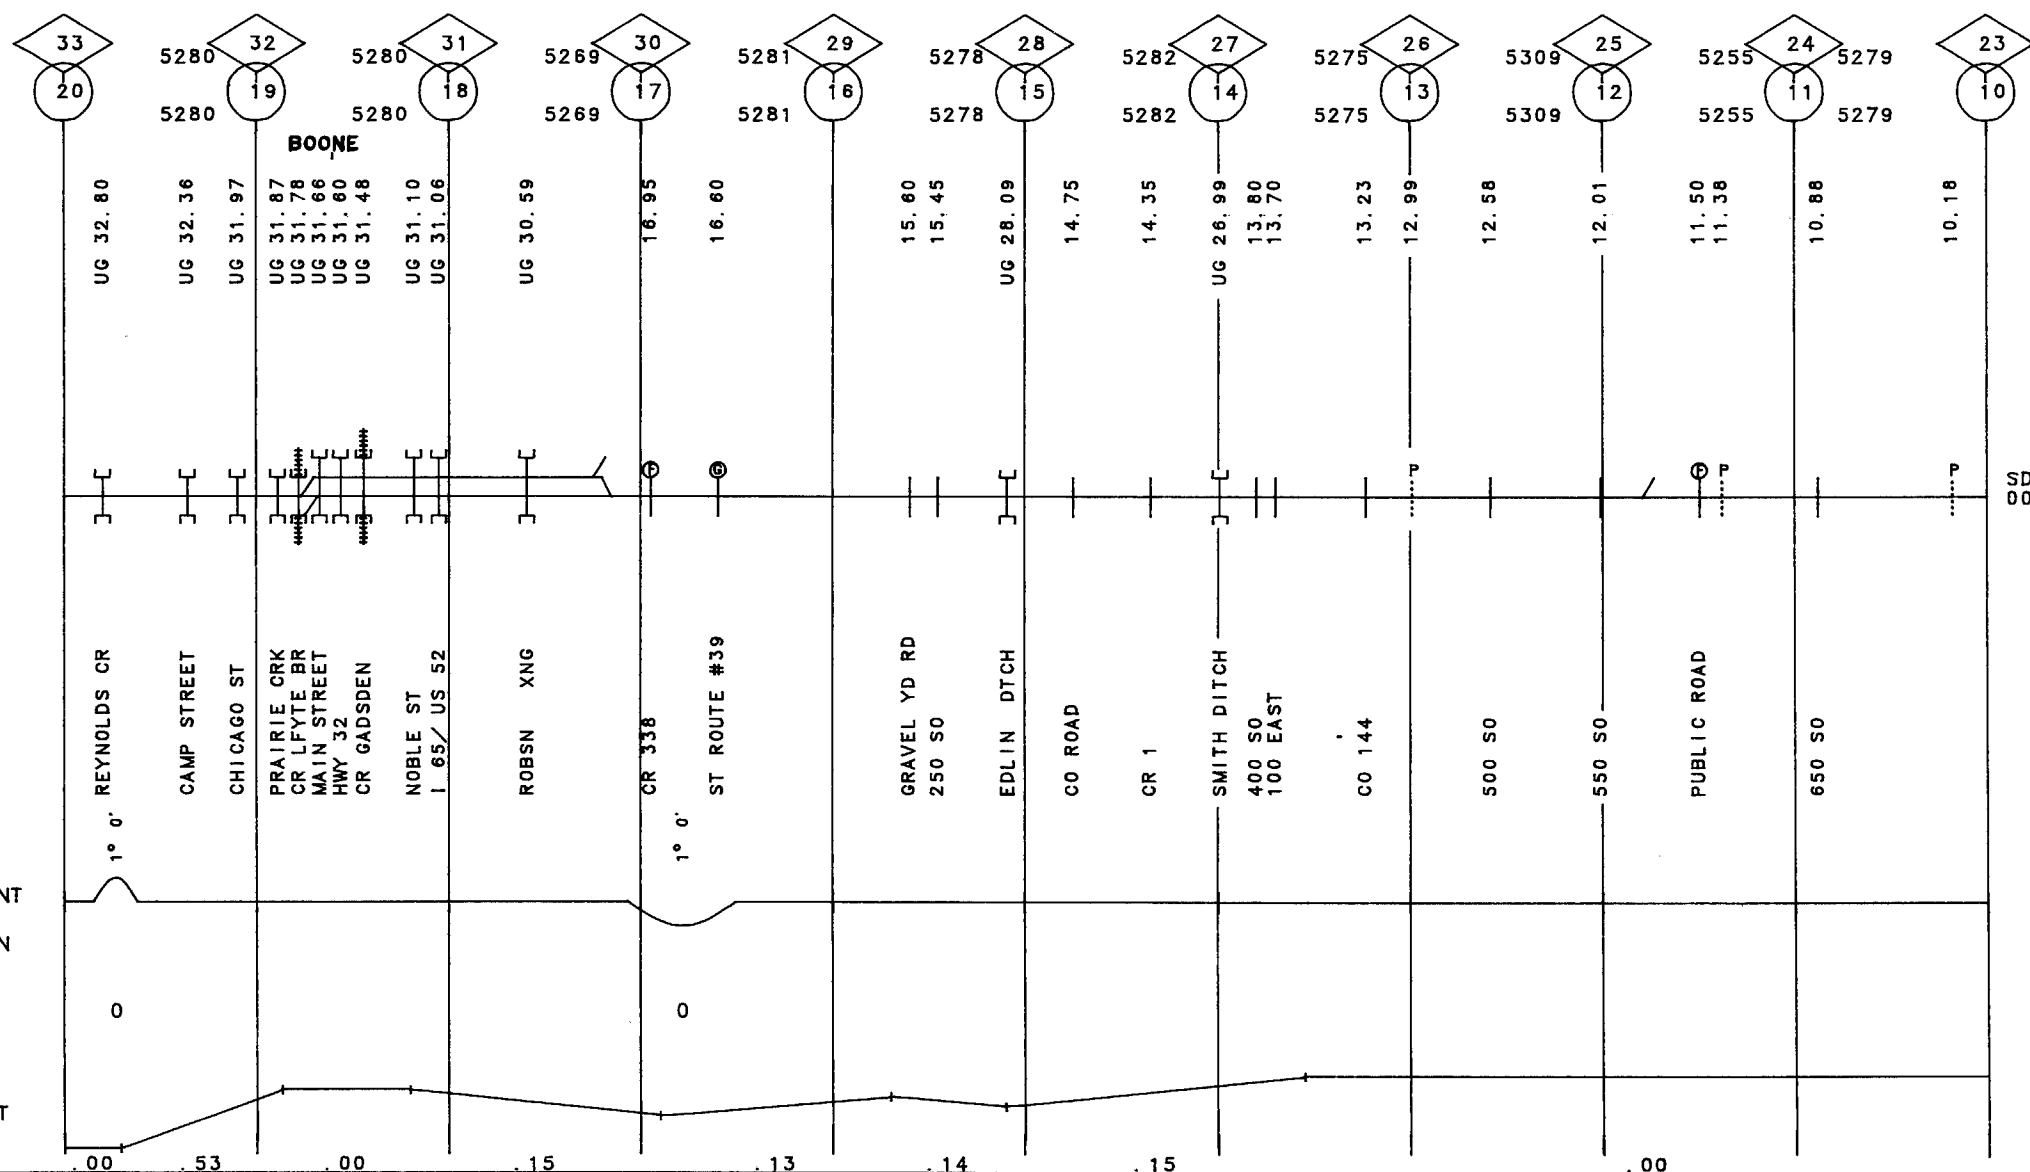 33 32 31 30 29 28 27 26 25 24 23
5280 5280 5269 5281 5278 5282 5275 5309 5255 5279
20 19 18 17 16 15 14 13 12 11 10
5280 5280 5269 5281 5278 5282 5275 5309 5255 5279
BOONE
UG 32.80
UG 32.36
UG 31.97
UG 31.87
UG 31.78
UG 31.66
UG 31.60
UG 31.48
UG 31.10
UG 31.06
UG 30.59
16.95
16.60
15.60
15.45
UG 28.09
14.75
14.35
UG 26.99
13.80
13.70
13.23
12.99
12.58
12.01
11.50
11.38
10.88
10.18
F G P F P P
SD
DO
REYNOLDS CR
CAMP STREET
CHICAGO ST
PRAIRIE CRK
CR LFYTE BR
MAIN STREET
HWY 32
CR GADSDEN
NOBLE ST
I 65/ US 52
ROBSN XNG
CR 338
ST ROUTE #39
GRAVEL YD RD
250 SO
EDLIN DTCH
CO ROAD
CR 1
SMITH DITCH
400 SO
100 EAST
CO 144
500 SO
550 SO
PUBLIC ROAD
650 SO
1° 0' 1° 0'
NT
N
0 0
T
.00 .53 .00 .15 .13 .14 .15 .00